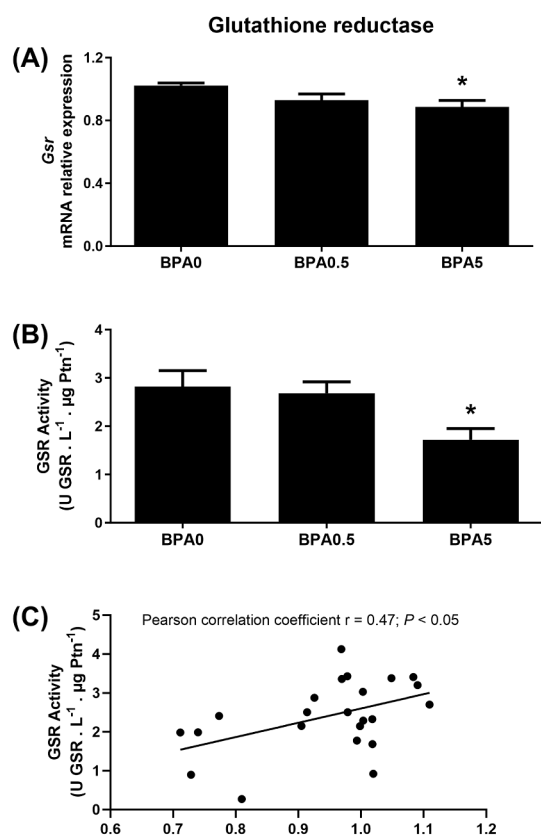 Glutathione reductase
(A)
Gsr
mRNA relative expression
1.2
0.8
0.4
0.0
*
BPA0 BPA0.5 BPA5
(B)
GSR Activity
(U GSR . L⁻¹ . µg Ptn⁻¹)
4
3
2
1
0
*
BPA0 BPA0.5 BPA5
(C)
Pearson correlation coefficient r = 0.47; P < 0.05
GSR Activity
(U GSR . L⁻¹ . µg Ptn⁻¹)
5
4
3
2
1
0
0.6 0.7 0.8 0.9 1.0 1.1 1.2